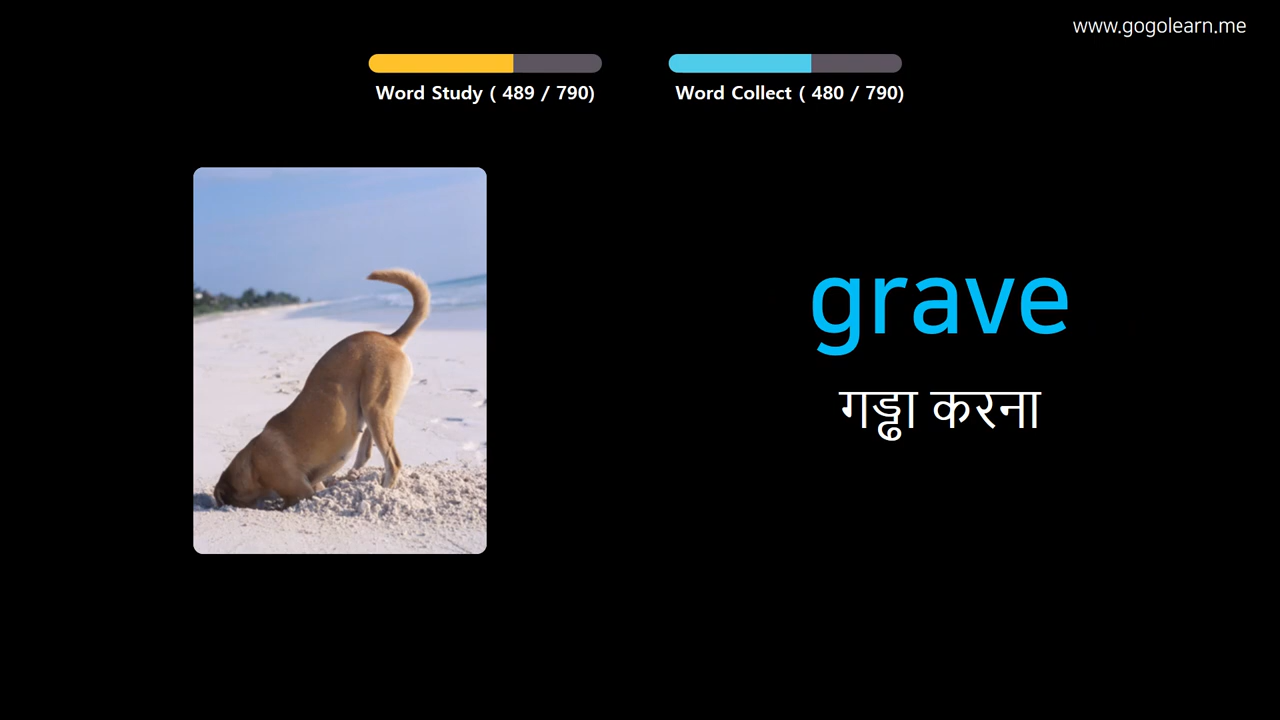 www.gogolearn.me
Word Study ( 489 / 790)
Word Collect ( 480 / 790)
grave
गड्ढा करना